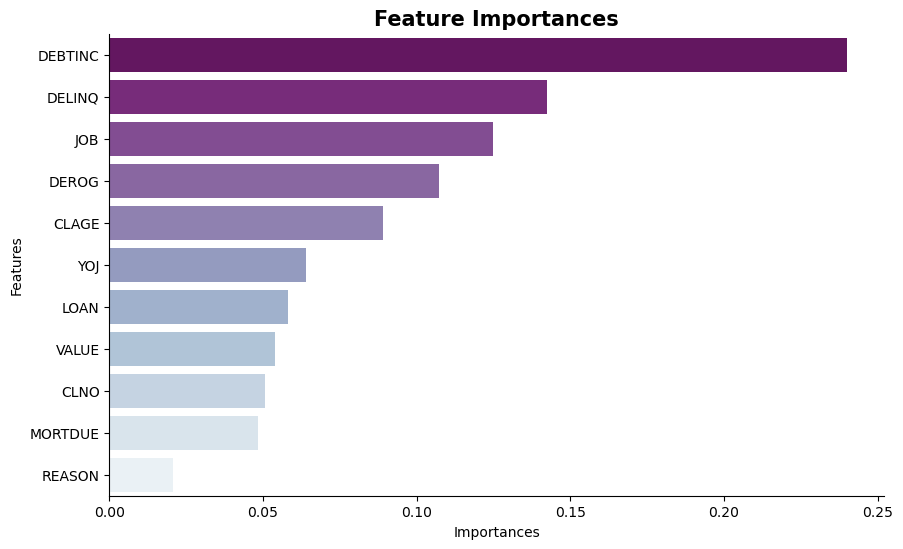 Feature Importances
DEBTINC
DELINQ
JOB
DEROG
CLAGE
YOJ
LOAN
VALUE
CLNO
MORTDUE
REASON
Features
0.00 0.05 0.10 0.15 0.20 0.25
Importances